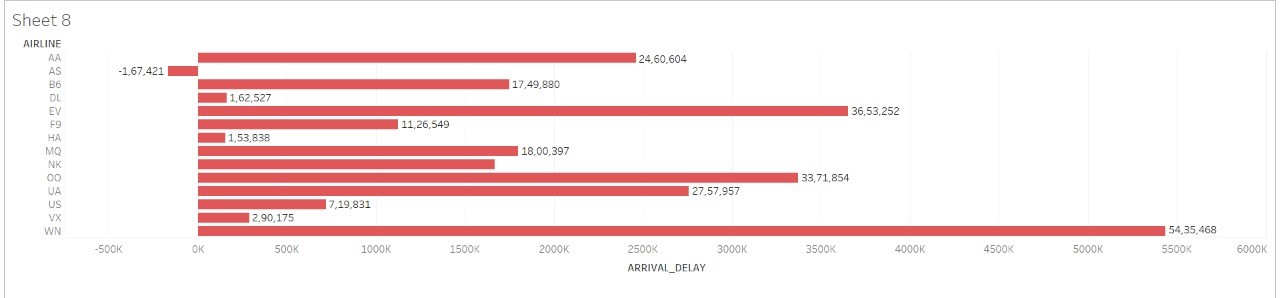 Sheet 8
AIRLINE
AA 24,60,604
AS -1,67,421
B6 17,49,880
DL 1,62,527
EV 36,53,252
F9 11,26,549
HA 1,53,838
MQ 18,00,397
NK
OO 33,71,854
UA 27,57,957
US 7,19,831
VX 2,90,175
WN 54,35,468
-500K 0K 500K 1000K 1500K 2000K 2500K 3000K 3500K 4000K 4500K 5000K 5500K 6000K
ARRIVAL_DELAY